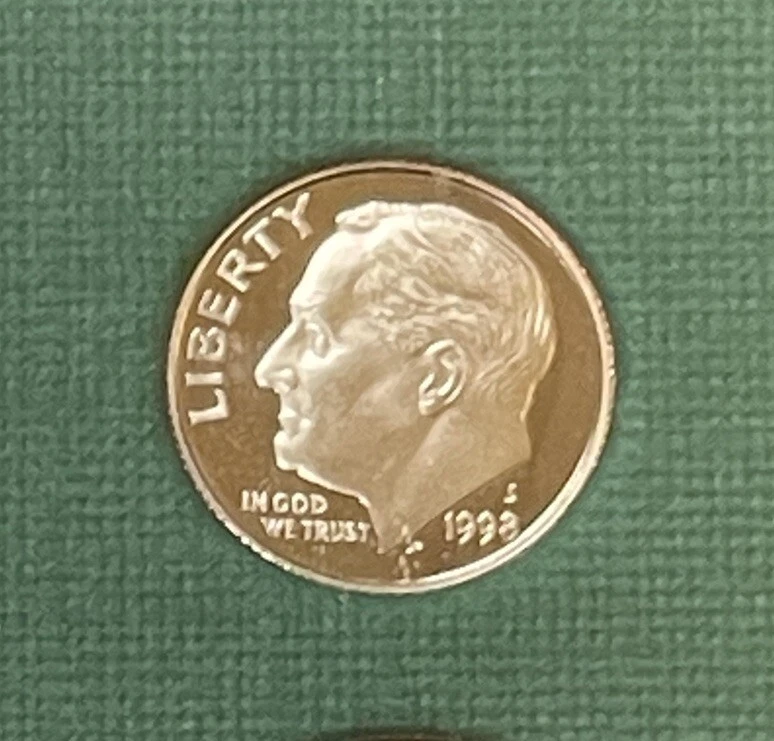 LIBERTY
IN GOD
WE TRUST
S
1998